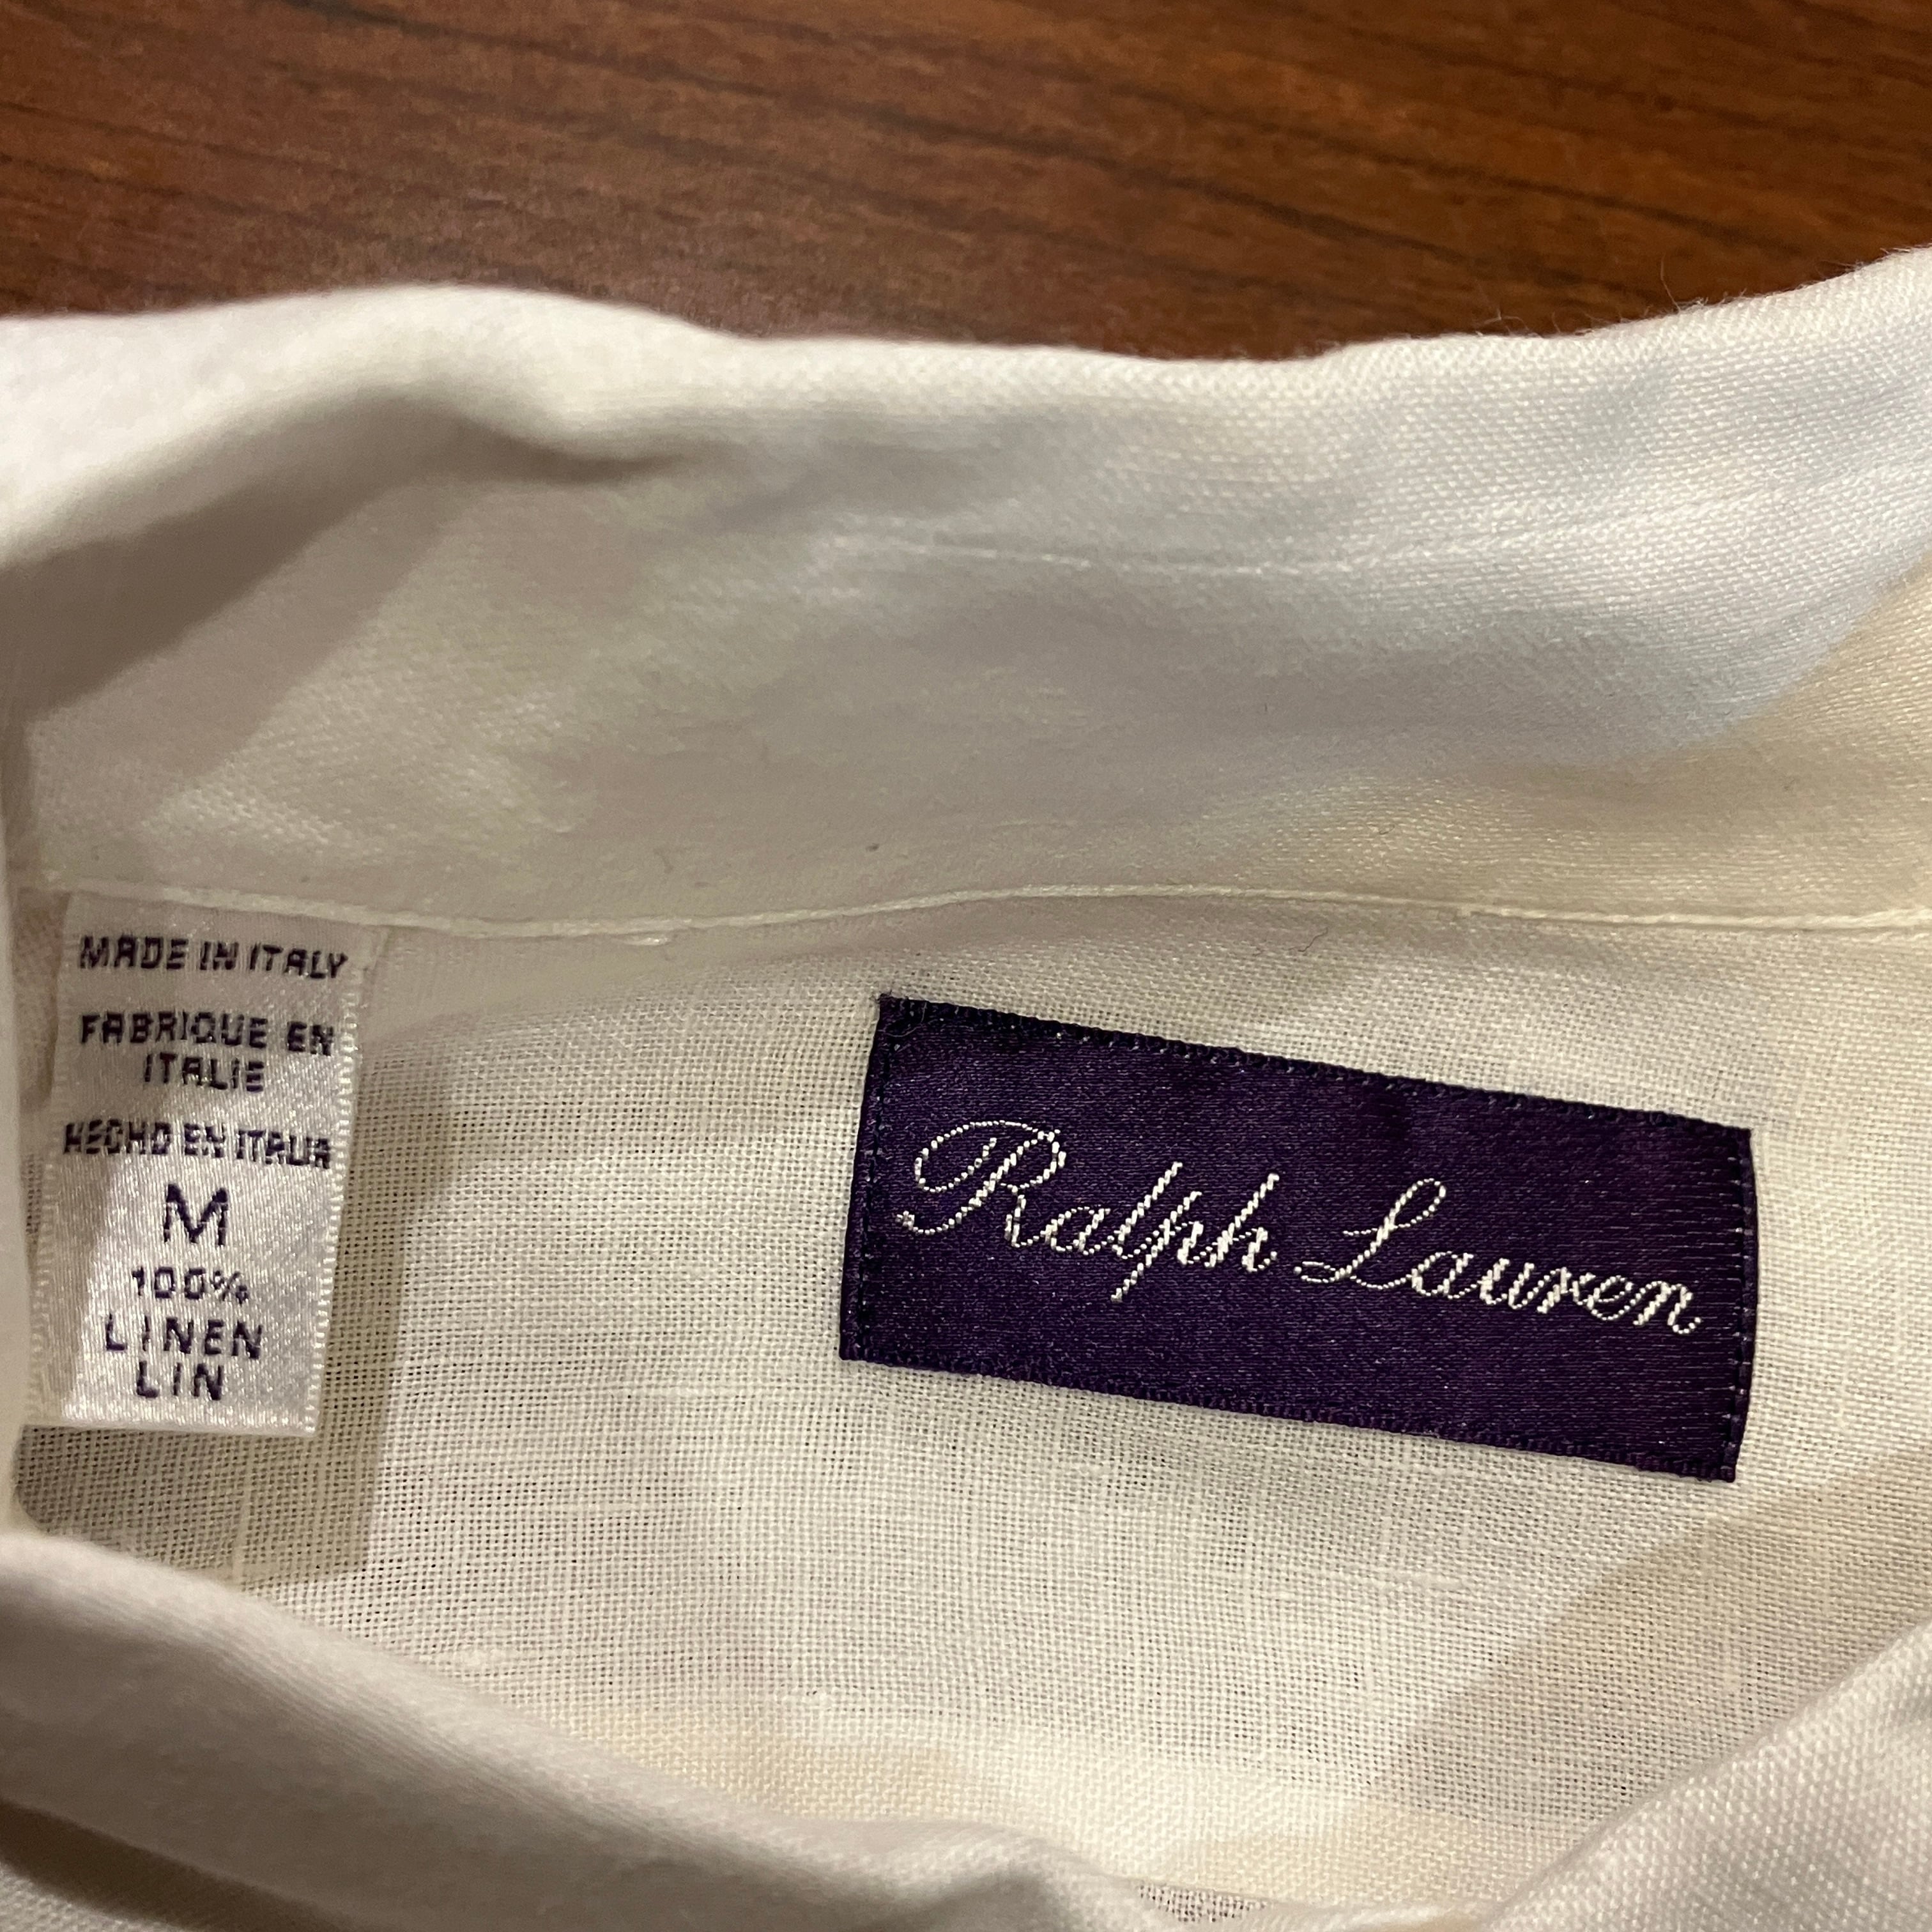 MADE IN ITALY
FABRIQUE EN
ITALIE
HECHO EN ITALIA
M
100%
LINEN
LIN
Ralph Lauren